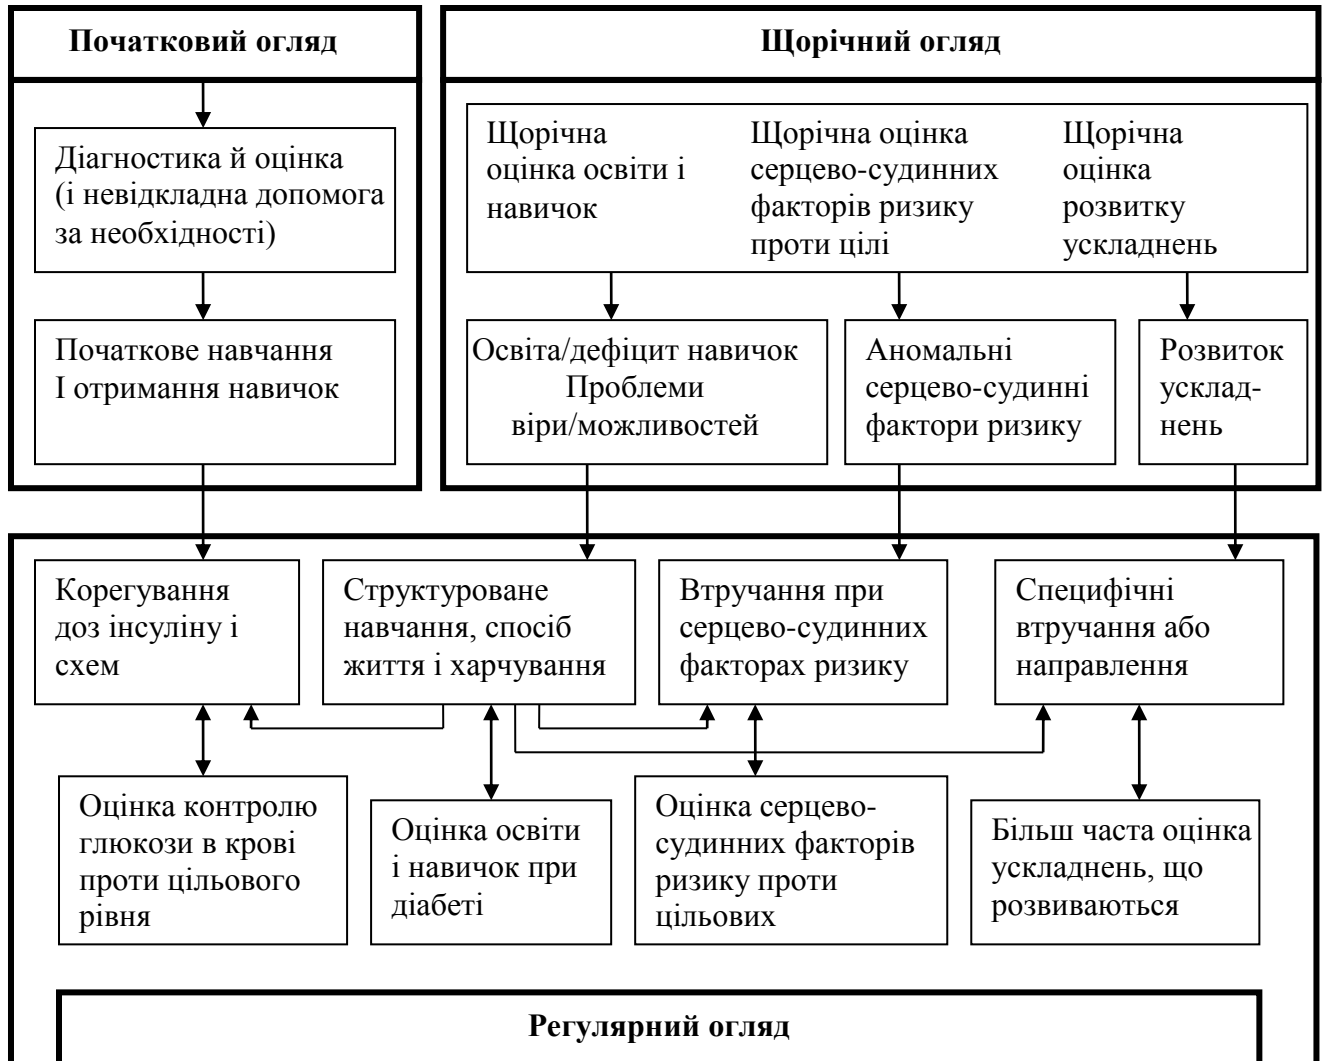 Початковий огляд
Щорічний огляд
Діагностика й оцінка
(і невідкладна допомога
за необхідності)
Щорічна
оцінка освіти і
навичок
Щорічна оцінка
серцево-судинних
факторів ризику
проти цілі
Щорічна
оцінка
розвитку
ускладнень
Початкове навчання
І отримання навичок
Освіта/дефіцит навичок
Проблеми
віри/можливостей
Аномальні
серцево-судинні
фактори ризику
Розвиток
усклад-
нень
Корегування
доз інсуліну і
схем
Структуроване
навчання, спосіб
життя і харчування
Втручання при
серцево-судинних
факторах ризику
Специфічні
втручання або
направлення
Оцінка контролю
глюкози в крові
проти цільового
рівня
Оцінка освіти
і навичок при
діабеті
Оцінка серцево-
судинних факторів
ризику проти
цільових
Більш часта оцінка
ускладнень, що
розвиваються
Регулярний огляд